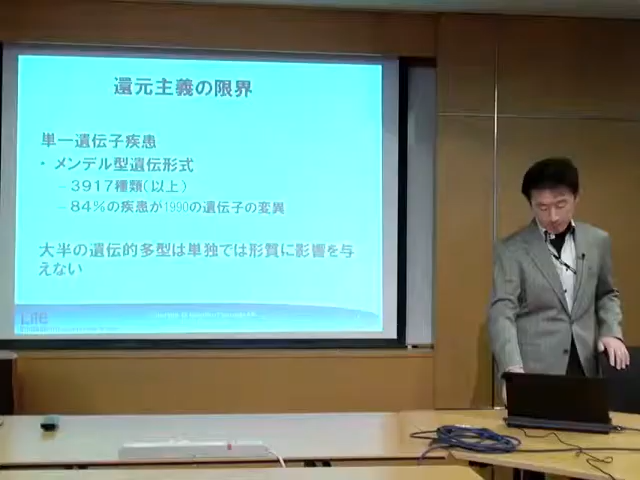 還元主義の限界
単一遺伝子疾患
・ メンデル型遺伝形式
– 3917種類(以上)
– 84%の疾患が1990の遺伝子の変異
大半の遺伝的多型は単独では形質に影響を与
えない
Life